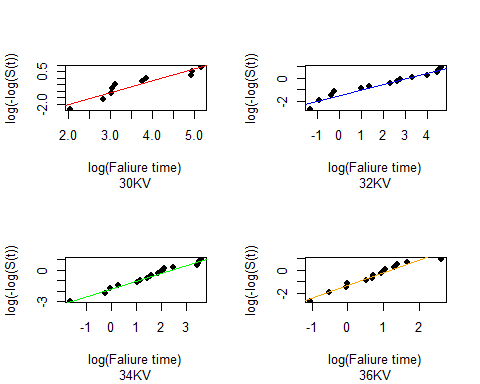 log(-log(S(t))
-2.0 0.5
2.0 3.0 4.0 5.0
log(Faliure time)
30KV
log(-log(S(t))
-2 0
-1 0 1 2 3 4
log(Faliure time)
32KV
log(-log(S(t))
-3 0
-1 0 1 2 3
log(Faliure time)
34KV
log(-log(S(t))
-2 0
-1 0 1 2
log(Faliure time)
36KV